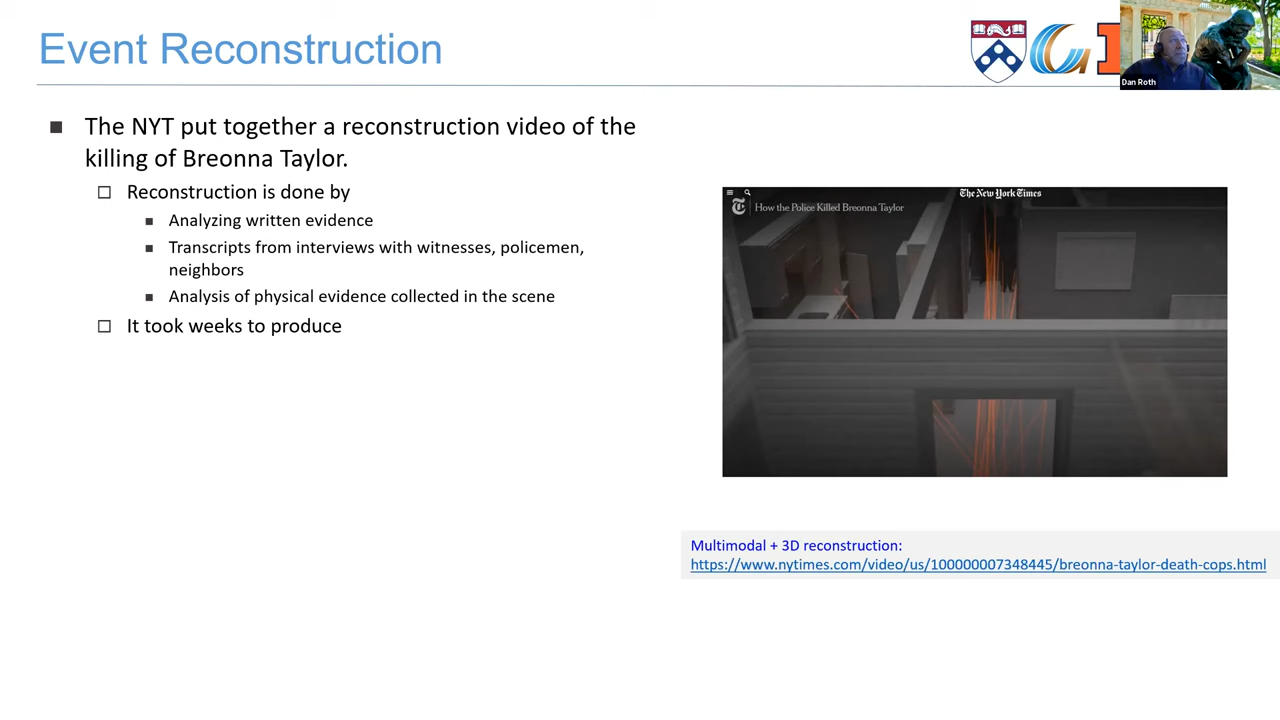 Event Reconstruction
Dan Roth
The NYT put together a reconstruction video of the
killing of Breonna Taylor.
Reconstruction is done by
Analyzing written evidence
Transcripts from interviews with witnesses, policemen,
neighbors
Analysis of physical evidence collected in the scene
It took weeks to produce
The New York Times
How the Police Killed Breonna Taylor
Multimodal + 3D reconstruction:
https://www.nytimes.com/video/us/100000007348445/breonna-taylor-death-cops.html